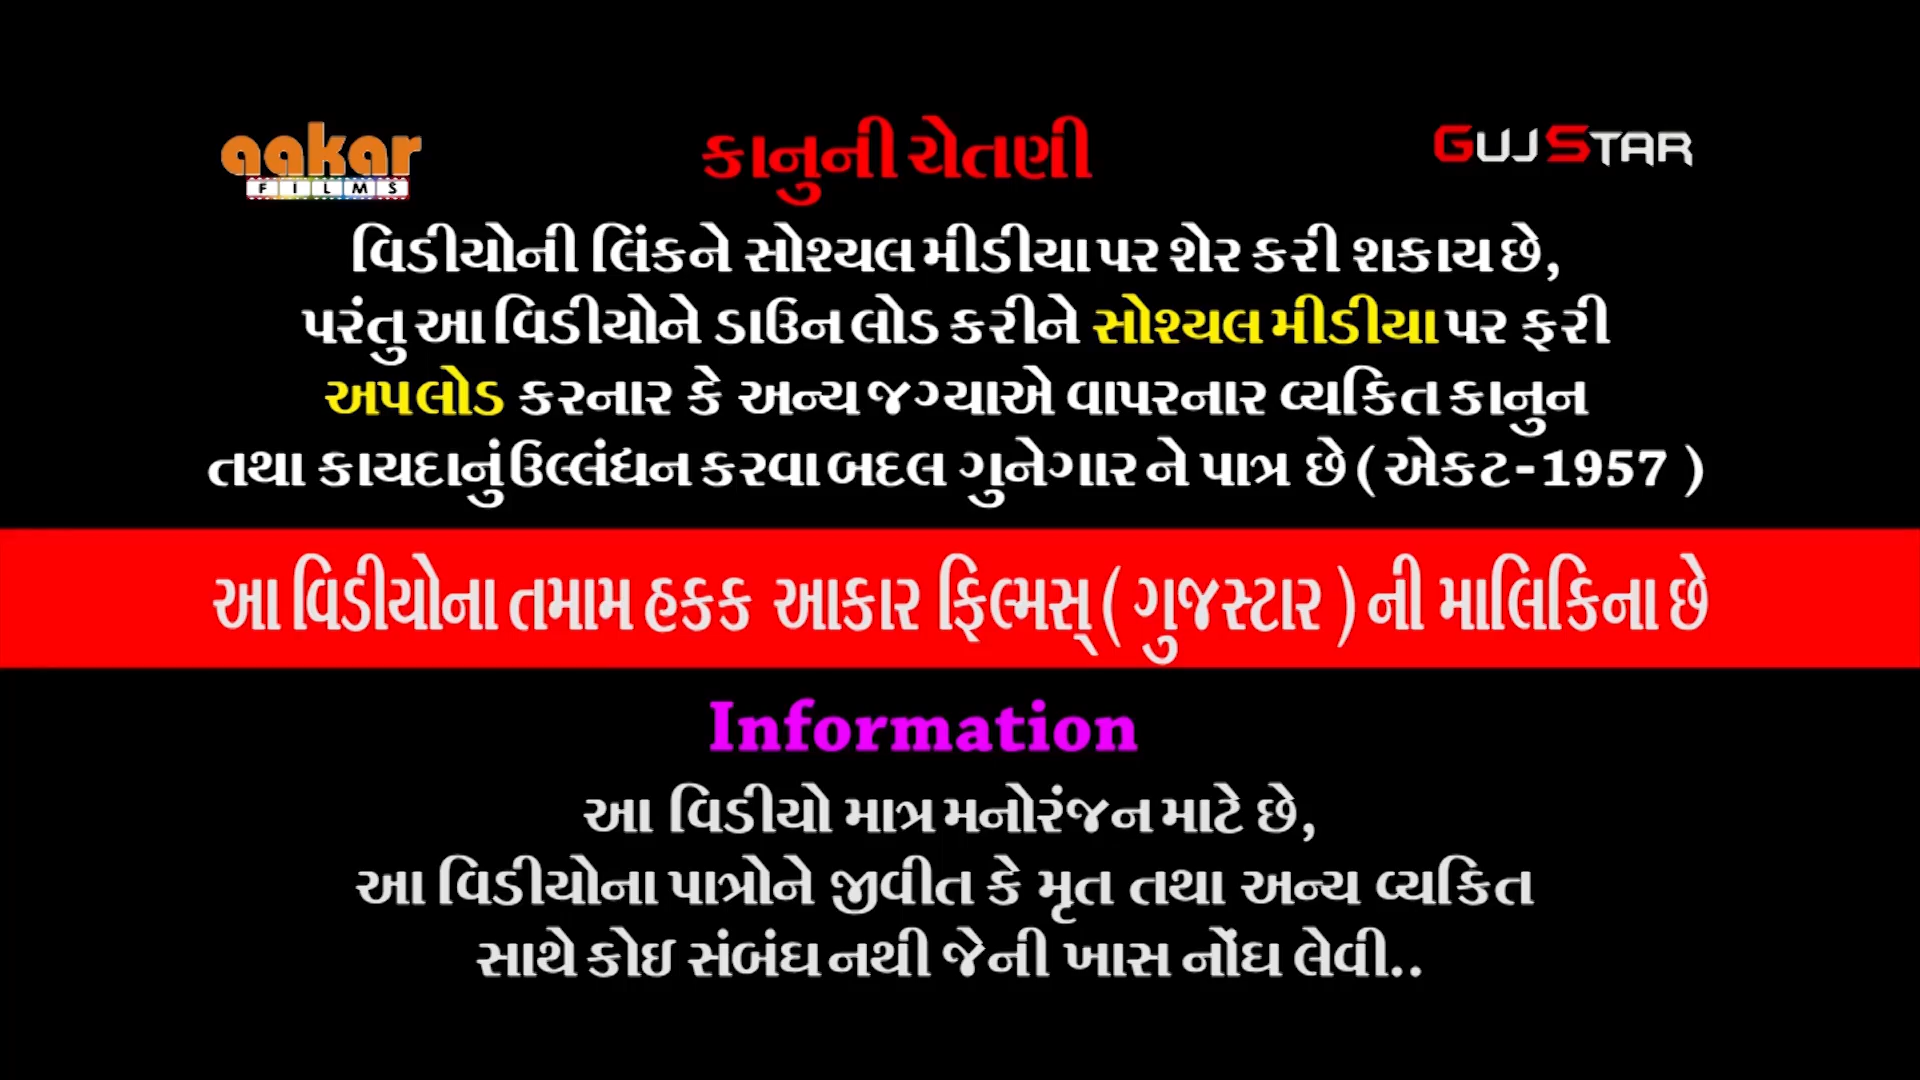 aakar
FILMS
કાનુની ચેતણી
GUJSTAR
વિડીયોની લિંકને સોશ્યલ મીડીયા પર શેર કરી શકાય છે,
પરંતુ આ વિડીયોને ડાઉન લોડ કરીને સોશ્યલ મીડીયા પર ફરી
અપલોડ કરનાર કે અન્ય જગ્યાએ વાપરનાર વ્યકિત કાનુન
તથા કાયદાનું ઉલ્લંઘન કરવા બદલ ગુનેગાર ને પાત્ર છે ( એકટ-1957 )
આ વિડીયોના તમામ હકક આકાર ફિલ્મસ્ ( ગુજસ્ટાર ) ની માલિકિના છે
Information
આ વિડીયો માત્ર મનોરંજન માટે છે,
આ વિડીયોના પાત્રોને જીવીત કે મૃત તથા અન્ય વ્યકિત
સાથે કોઇ સંબંઘ નથી જેની ખાસ નોંઘ લેવી..